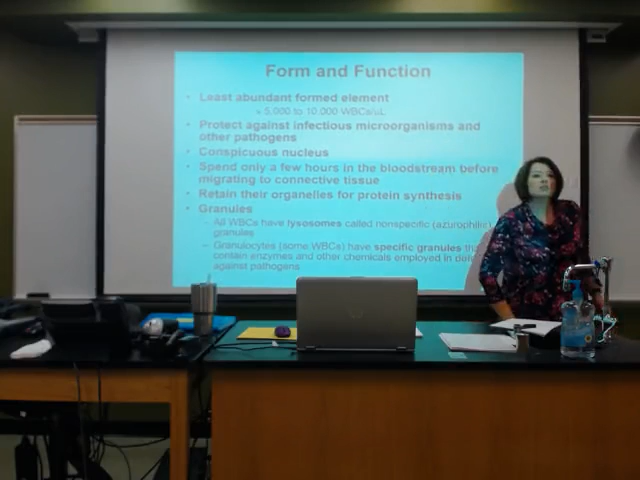 Form and Function
• Least abundant formed element
5,000 to 10,000 WBCs/µL
• Protect against infectious microorganisms and
other pathogens
• Conspicuous nucleus
• Spend only a few hours in the bloodstream before
migrating to connective tissue
• Retain their organelles for protein synthesis
• Granules
– All WBCs have lysosomes called nonspecific (azurophilic)
granules
– Granulocytes (some WBCs) have specific granules
contain enzymes and other chemicals employed in
against pathogens